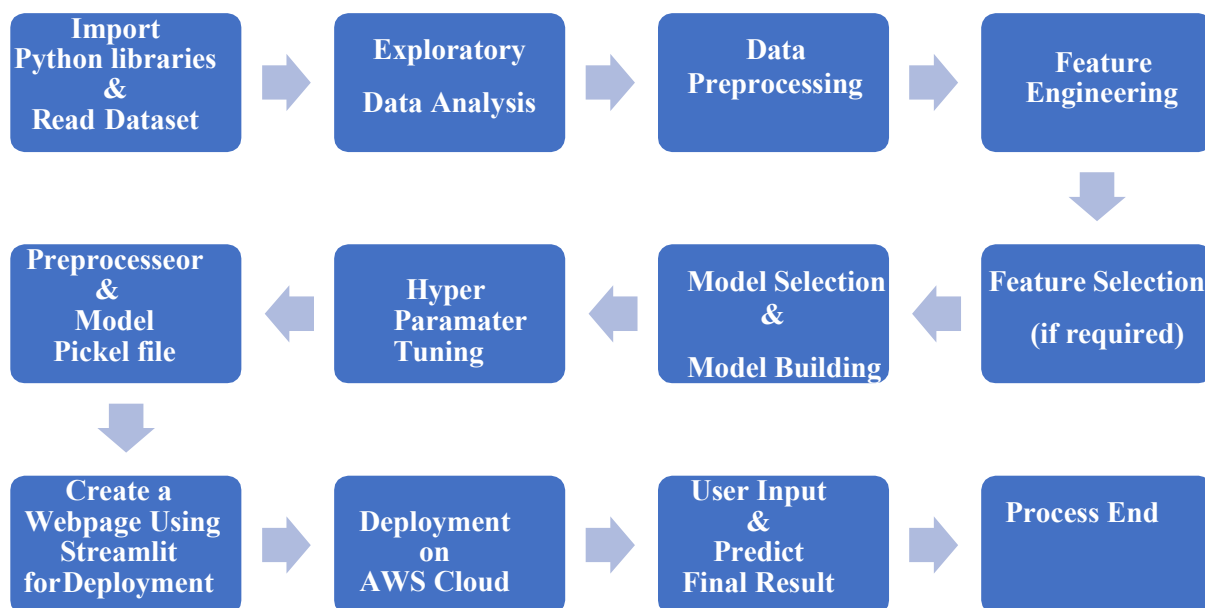 Import
Python libraries
&
Read Dataset
Exploratory
Data Analysis
Data
Preprocessing
Feature
Engineering
Feature Selection
(if required)
Model Selection
&
Model Building
Hyper
Paramater
Tuning
Preprocesseor
&
Model
Pickel file
Create a
Webpage Using
Streamlit
for Deployment
Deployment
on
AWS Cloud
User Input
&
Predict
Final Result
Process End